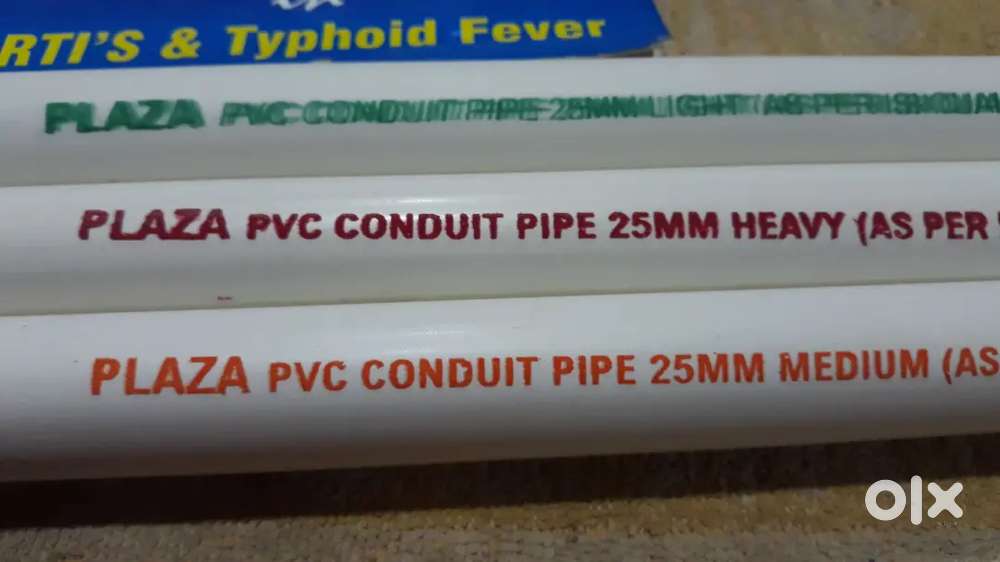 RTI'S & Typhoid Fever
PLAZA PVC CONDUIT PIPE 25MM LIGHT (AS PER
PLAZA PVC CONDUIT PIPE 25MM HEAVY (AS PER
PLAZA PVC CONDUIT PIPE 25MM MEDIUM (AS
olx